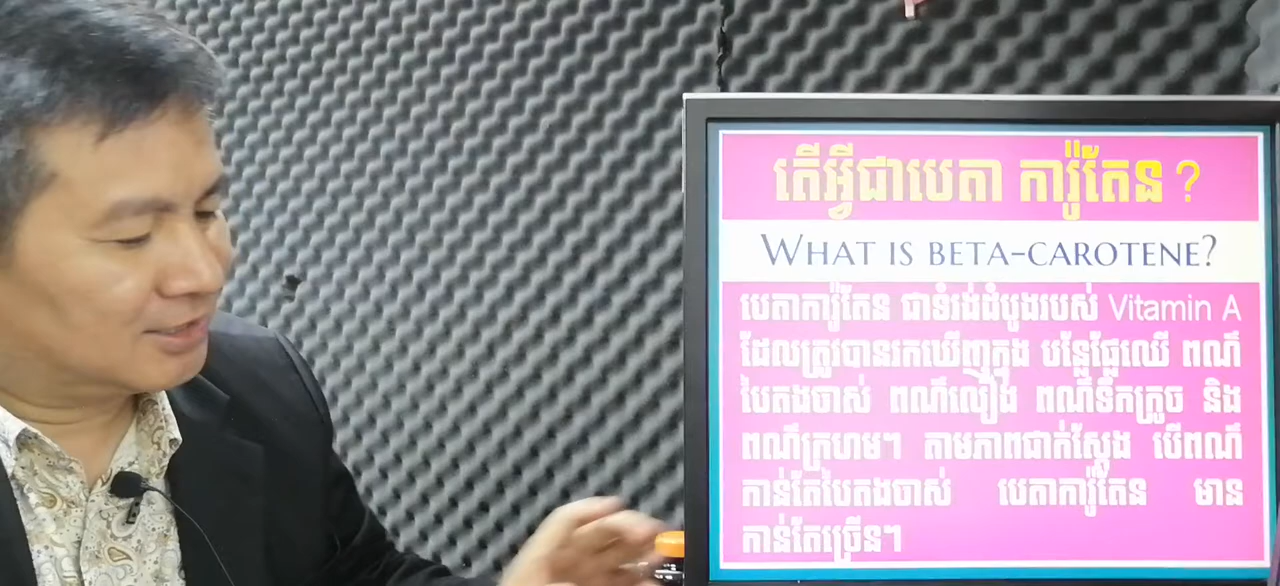 តើអ្វីជាបេតា ការ៉ូតែន ?
WHAT IS BETA-CAROTENE?
បេតាការ៉ូតែន ជាទំរង់ដំបូងរបស់ Vitamin A
ដែលត្រូវបានរកឃើញក្នុង បន្លែផ្លែឈើ ពណ៌
បៃតងចាស់ ពណ៌លឿង ពណ៌ទឹកក្រូច និង
ពណ៌ក្រហម។ តាមភាពជាក់ស្តែង បើពណ៌
កាន់តែបៃតងចាស់ បេតាការ៉ូតែន មាន
កាន់តែច្រើន។